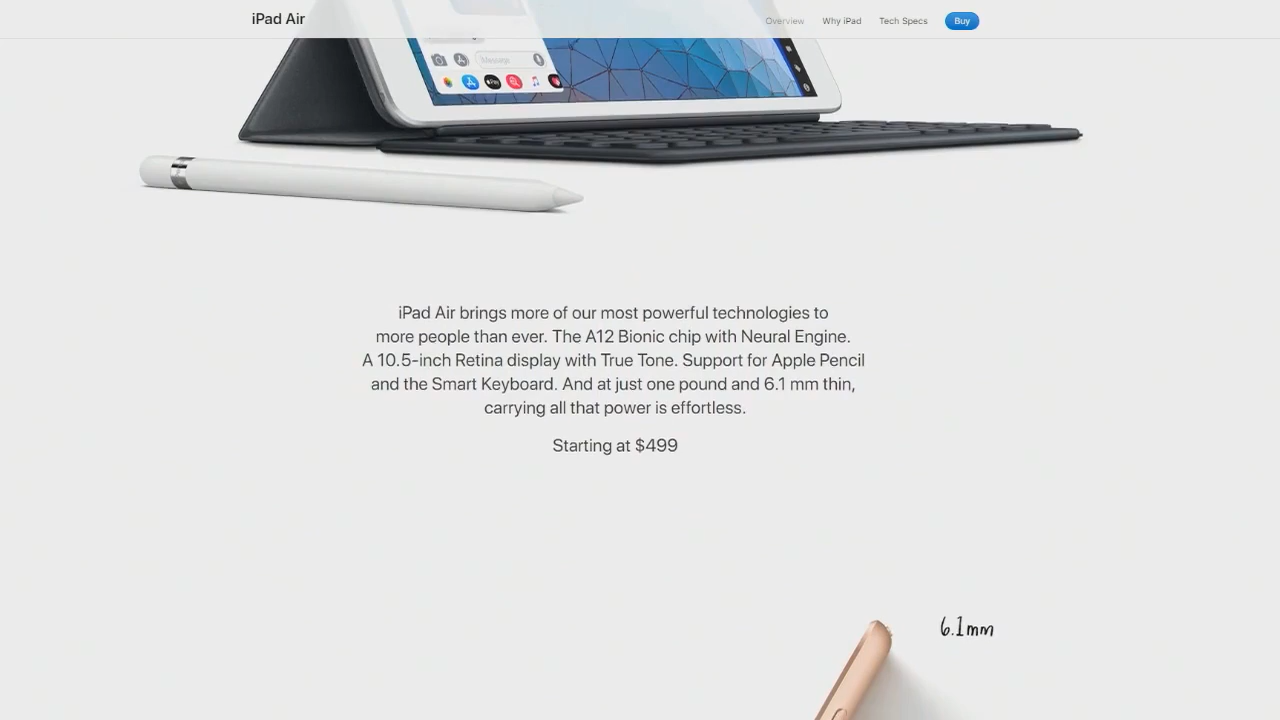 iPad Air
Overview Why iPad Tech Specs Buy
Message
iPad Air brings more of our most powerful technologies to
more people than ever. The A12 Bionic chip with Neural Engine.
A 10.5-inch Retina display with True Tone. Support for Apple Pencil
and the Smart Keyboard. And at just one pound and 6.1 mm thin,
carrying all that power is effortless.
Starting at $499
6.1mm